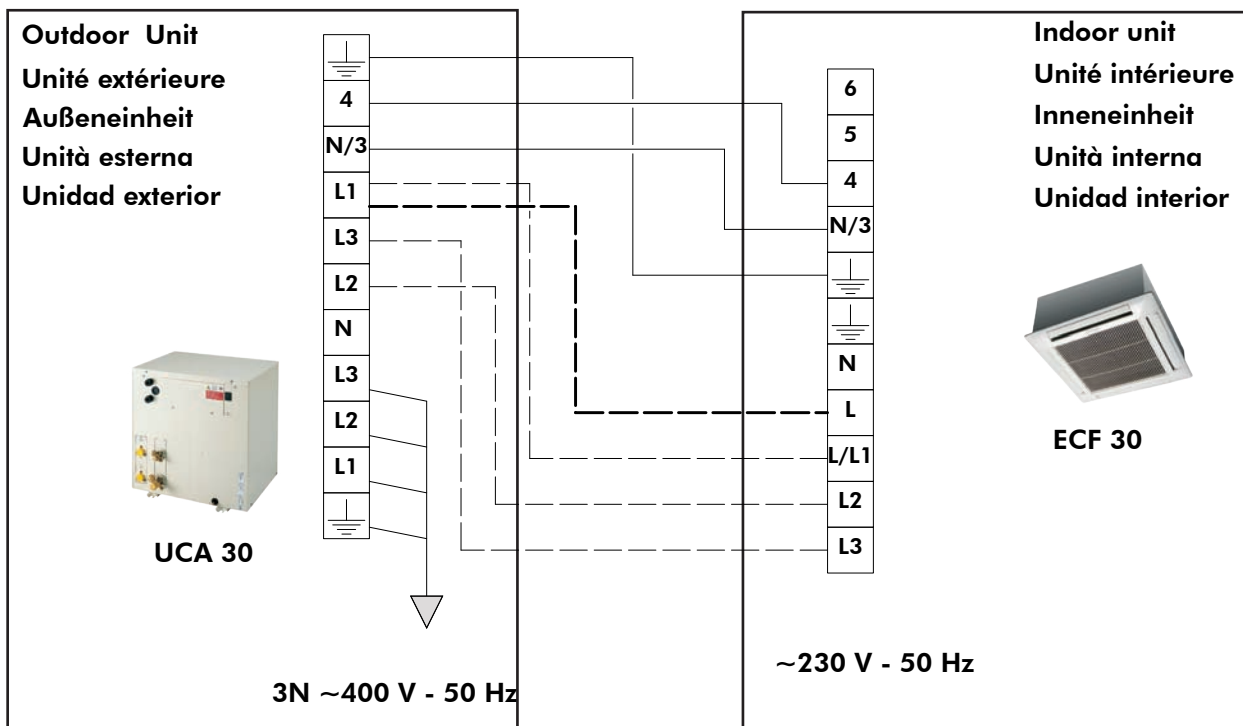 Outdoor Unit
Unité extérieure
Außeneinheit
Unità esterna
Unidad exterior
4
N/3
L1
L3
L2
N
L3
L2
L1
UCA 30
3N ~400 V - 50 Hz
Indoor unit
Unité intérieure
Inneneinheit
Unità interna
Unidad interior
6
5
4
N/3
N
L
L/L1
L2
L3
ECF 30
~230 V - 50 Hz